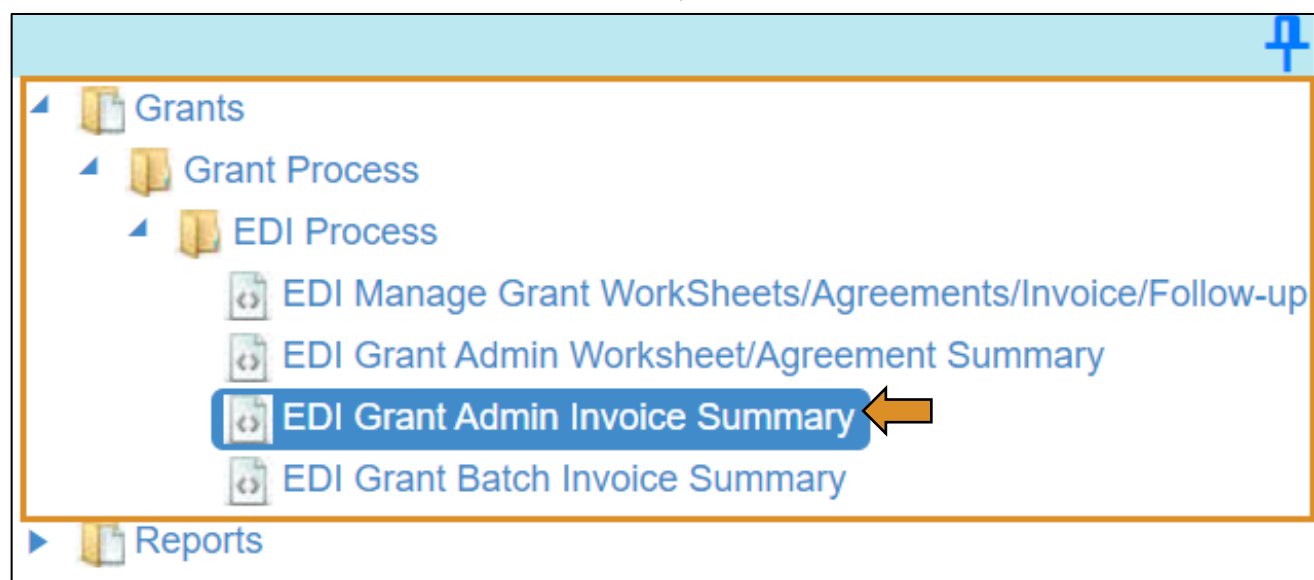 Grants
Grant Process
EDI Process
EDI Manage Grant WorkSheets/Agreements/Invoice/Follow-up
EDI Grant Admin Worksheet/Agreement Summary
EDI Grant Admin Invoice Summary
EDI Grant Batch Invoice Summary
Reports